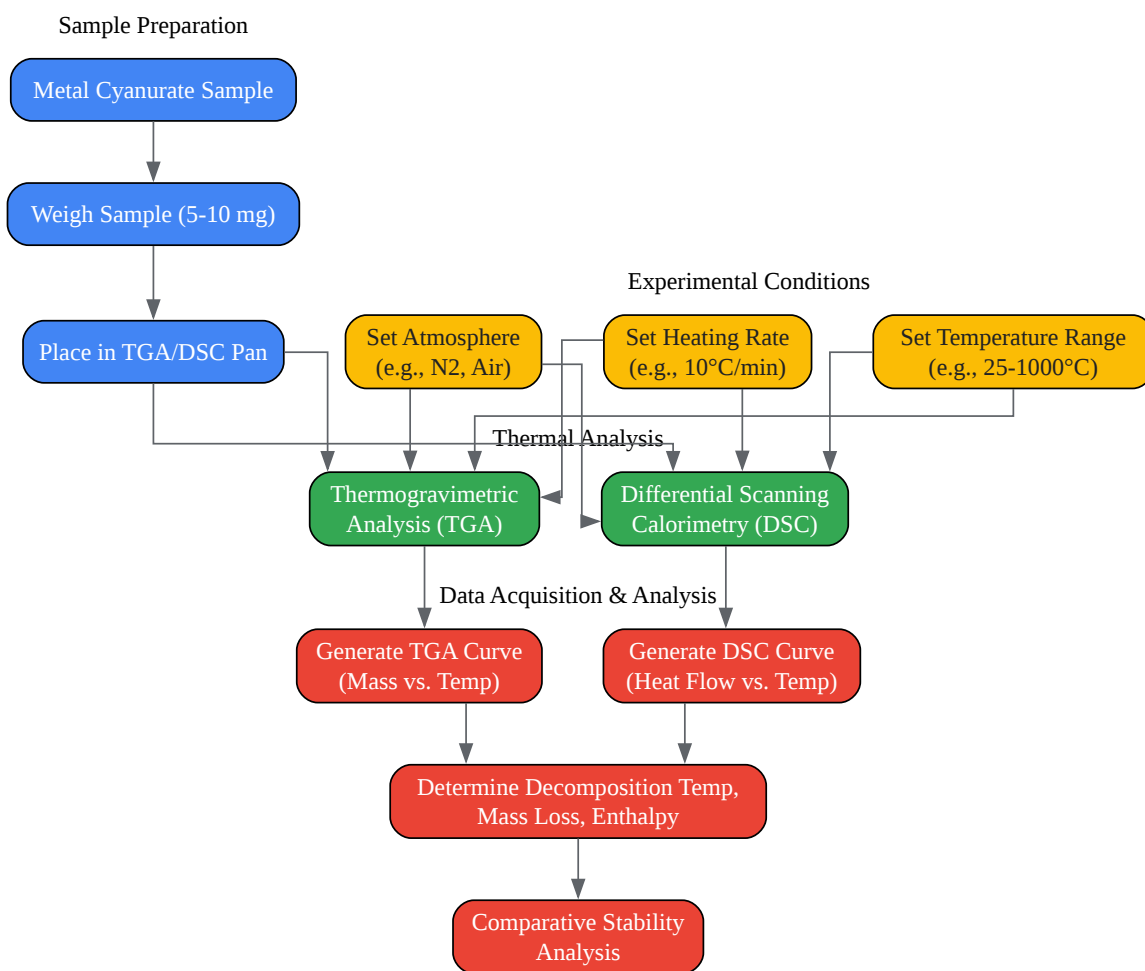 Sample Preparation
Metal Cyanurate Sample
Weigh Sample (5-10 mg)
Experimental Conditions
Place in TGA/DSC Pan
Set Atmosphere
(e.g., N2, Air)
Set Heating Rate
(e.g., 10°C/min)
Set Temperature Range
(e.g., 25-1000°C)
Thermal Analysis
Thermogravimetric
Analysis (TGA)
Differential Scanning
Calorimetry (DSC)
Data Acquisition & Analysis
Generate TGA Curve
(Mass vs. Temp)
Generate DSC Curve
(Heat Flow vs. Temp)
Determine Decomposition Temp,
Mass Loss, Enthalpy
Comparative Stability
Analysis